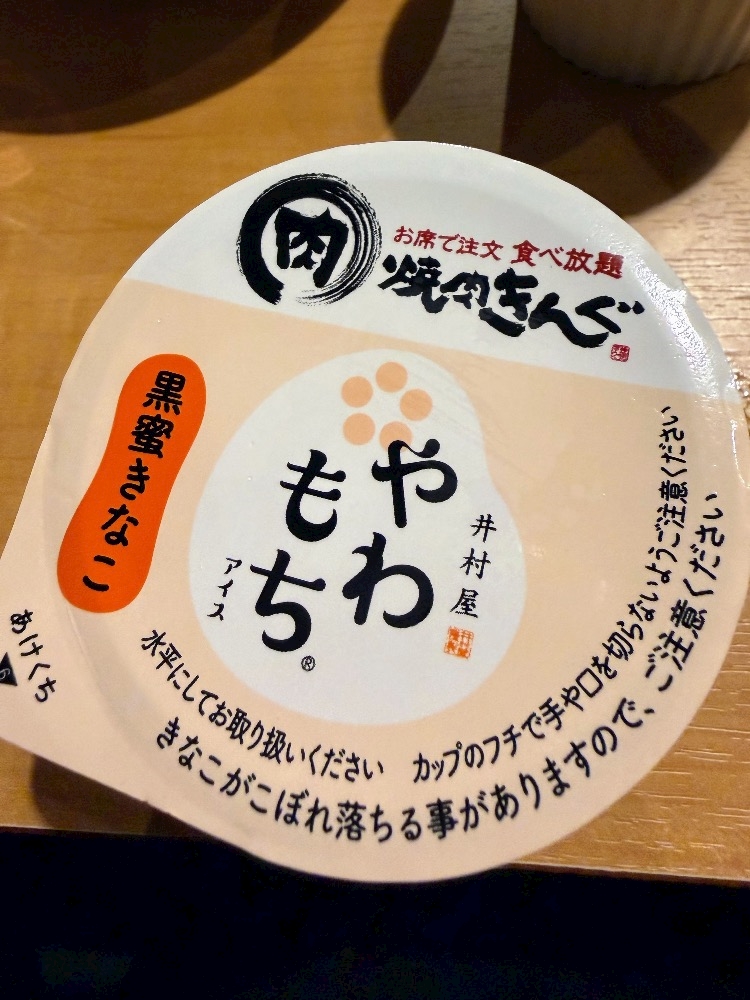 肉
お席で注文 食べ放題
焼肉きんぐ
黒蜜きなこ
井村屋
やわ
もち®
アイス
あけくち
水平にしてお取り扱いください カップのフチで手や口を切らないようご注意ください
きなこがこぼれ落ちる事がありますので、ご注意ください